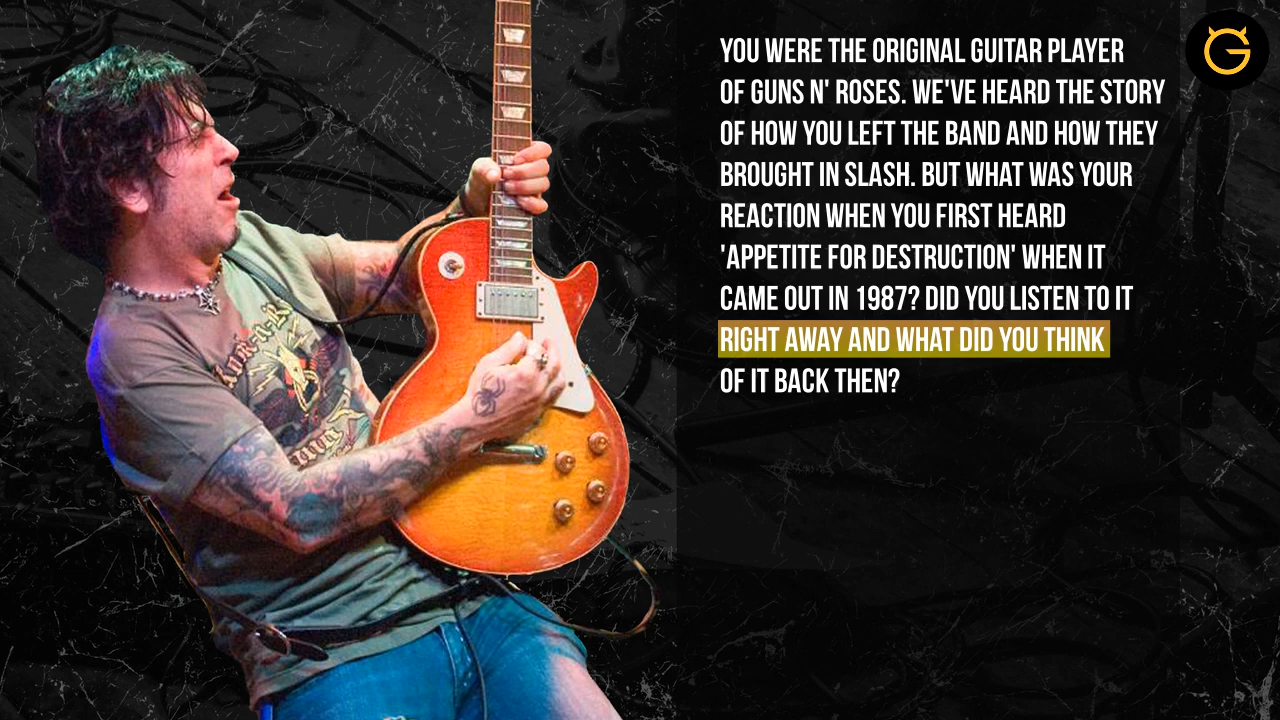 YOU WERE THE ORIGINAL GUITAR PLAYER
OF GUNS N' ROSES. WE'VE HEARD THE STORY
OF HOW YOU LEFT THE BAND AND HOW THEY
BROUGHT IN SLASH. BUT WHAT WAS YOUR
REACTION WHEN YOU FIRST HEARD
'APPETITE FOR DESTRUCTION' WHEN IT
CAME OUT IN 1987? DID YOU LISTEN TO IT
RIGHT AWAY AND WHAT DID YOU THINK
OF IT BACK THEN?
G